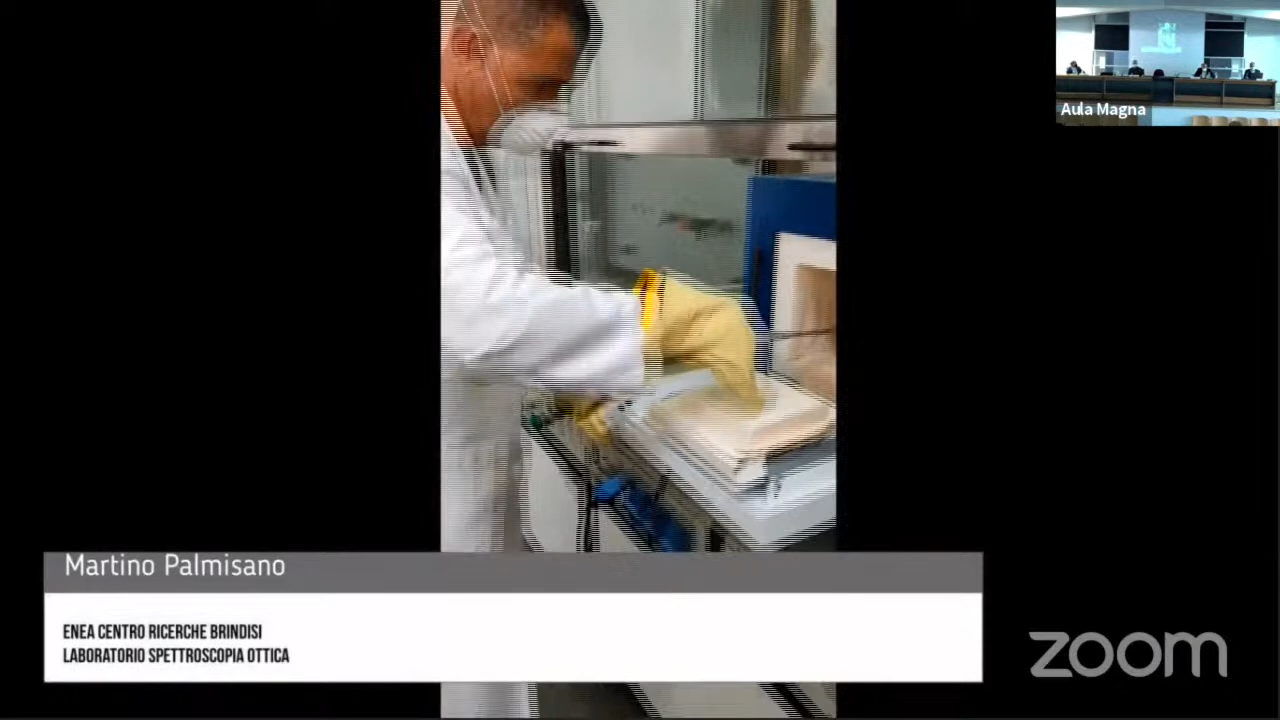 Aula Magna
Martino Palmisano
ENEA CENTRO RICERCHE BRINDISI
LABORATORIO SPETTROSCOPIA OTTICA
zoom